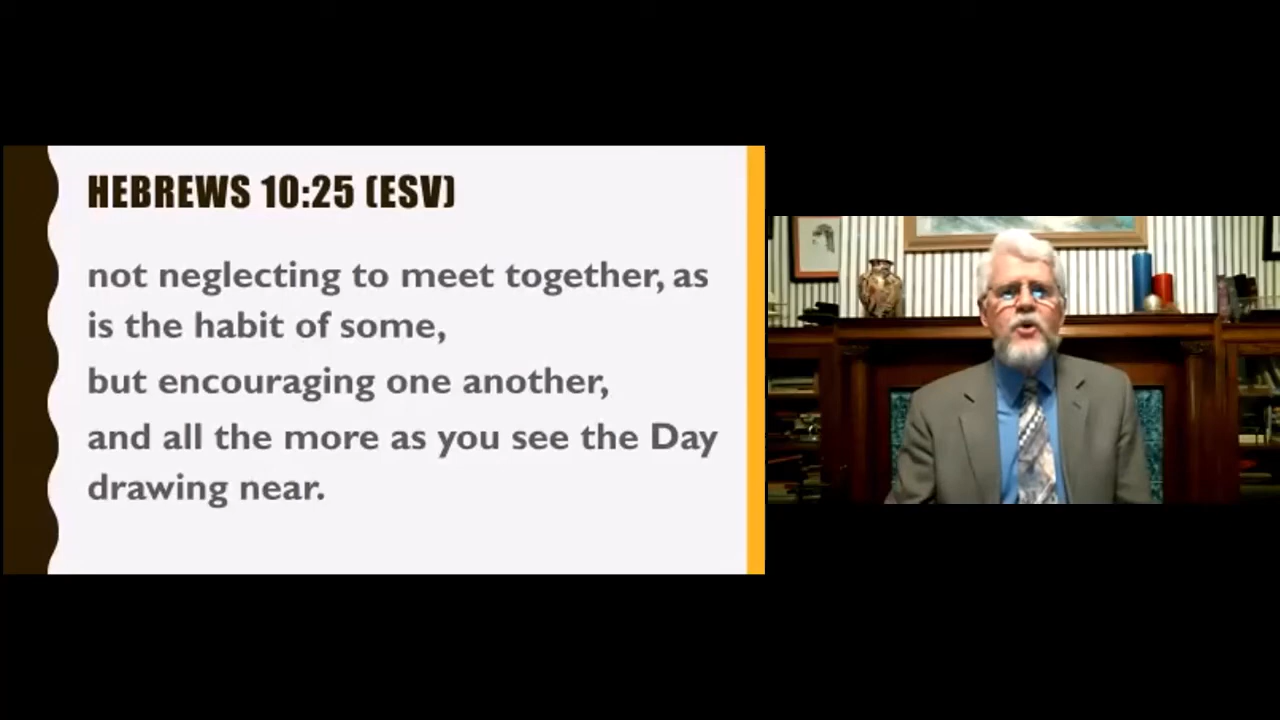 HEBREWS 10:25 (ESV)
not neglecting to meet together, as
is the habit of some,
but encouraging one another,
and all the more as you see the Day
drawing near.